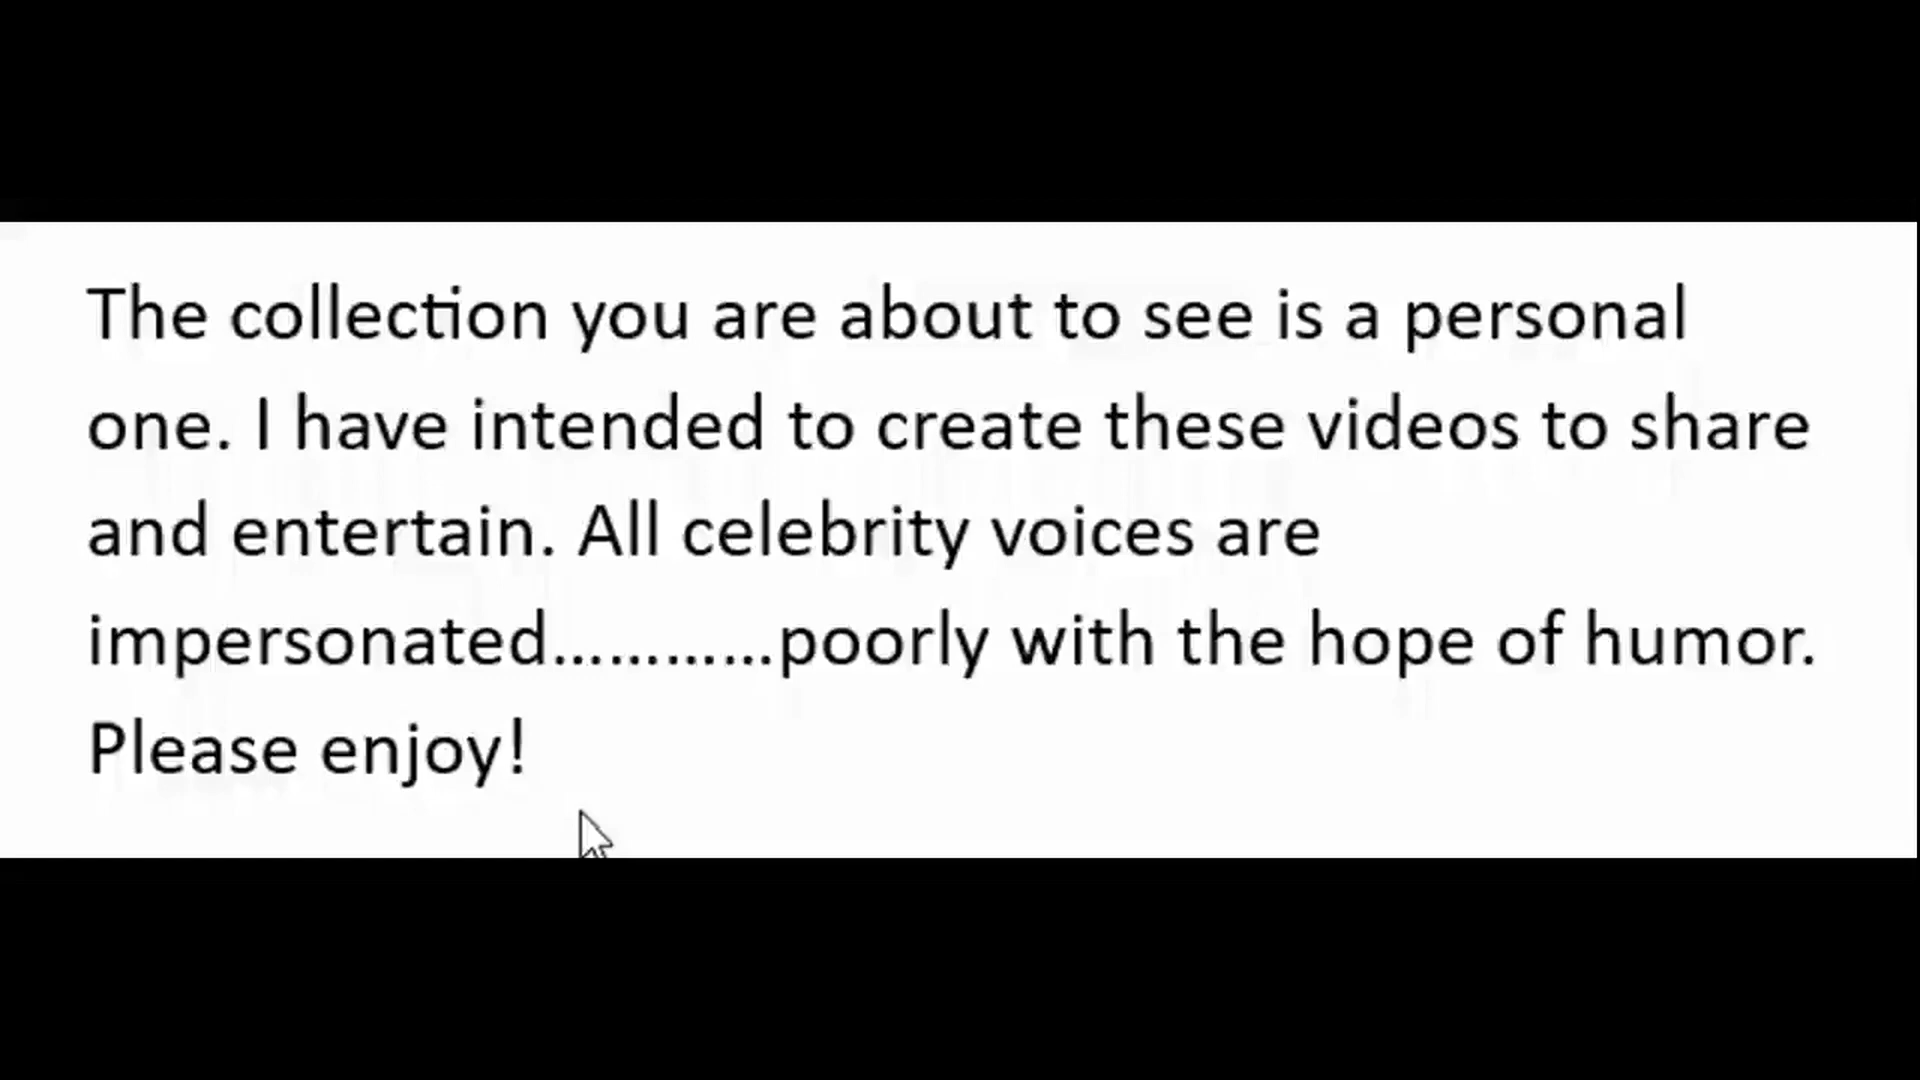 The collection you are about to see is a personal
one. I have intended to create these videos to share
and entertain. All celebrity voices are
impersonated............poorly with the hope of humor.
Please enjoy!